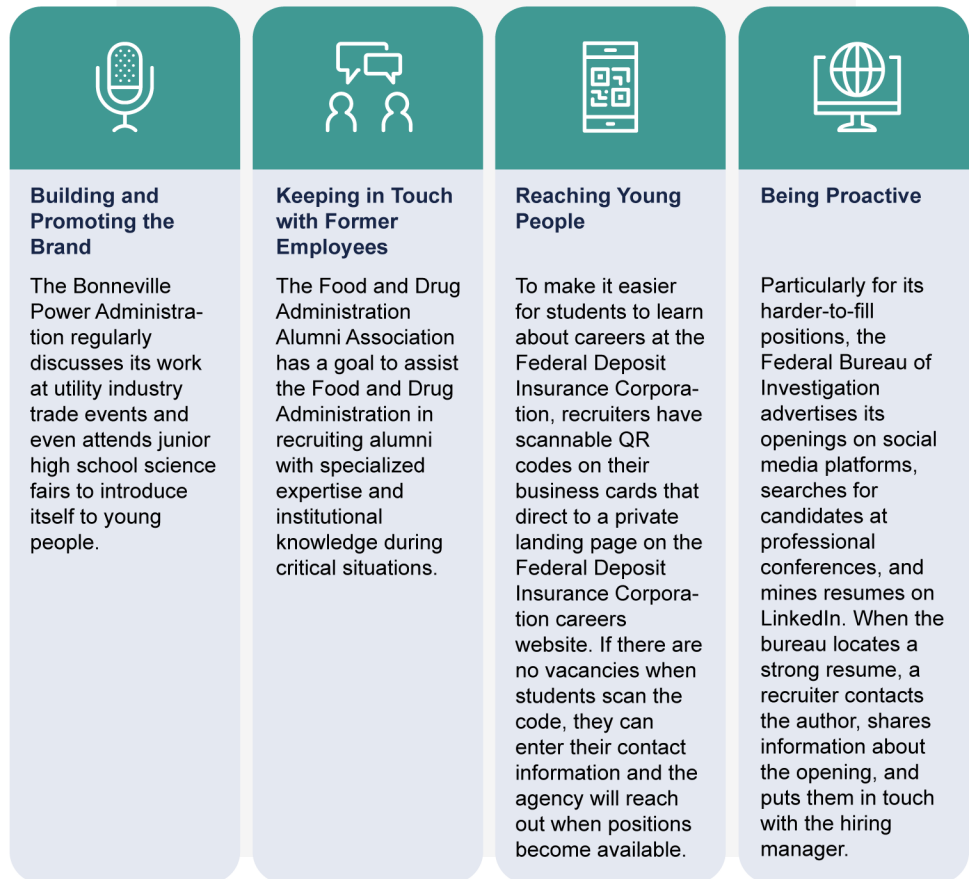 Building and
Promoting the
Brand
The Bonneville
Power Administra-
tion regularly
discusses its work
at utility industry
trade events and
even attends junior
high school science
fairs to introduce
itself to young
people.
Keeping in Touch
with Former
Employees
The Food and Drug
Administration
Alumni Association
has a goal to assist
the Food and Drug
Administration in
recruiting alumni
with specialized
expertise and
institutional
knowledge during
critical situations.
Reaching Young
People
To make it easier
for students to learn
about careers at the
Federal Deposit
Insurance Corpora-
tion, recruiters have
scannable QR
codes on their
business cards that
direct to a private
landing page on the
Federal Deposit
Insurance Corpora-
tion careers
website. If there are
no vacancies when
students scan the
code, they can
enter their contact
information and the
agency will reach
out when positions
become available.
Being Proactive
Particularly for its
harder-to-fill
positions, the
Federal Bureau of
Investigation
advertises its
openings on social
media platforms,
searches for
candidates at
professional
conferences, and
mines resumes on
LinkedIn. When the
bureau locates a
strong resume, a
recruiter contacts
the author, shares
information about
the opening, and
puts them in touch
with the hiring
manager.